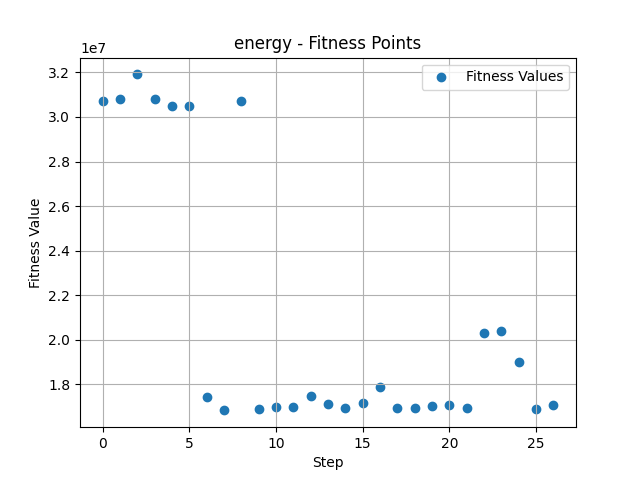 energy - Fitness Points
1e7
Fitness Values
3.2
3.0
2.8
2.6
2.4
2.2
2.0
1.8
Fitness Value
0 5 10 15 20 25
Step